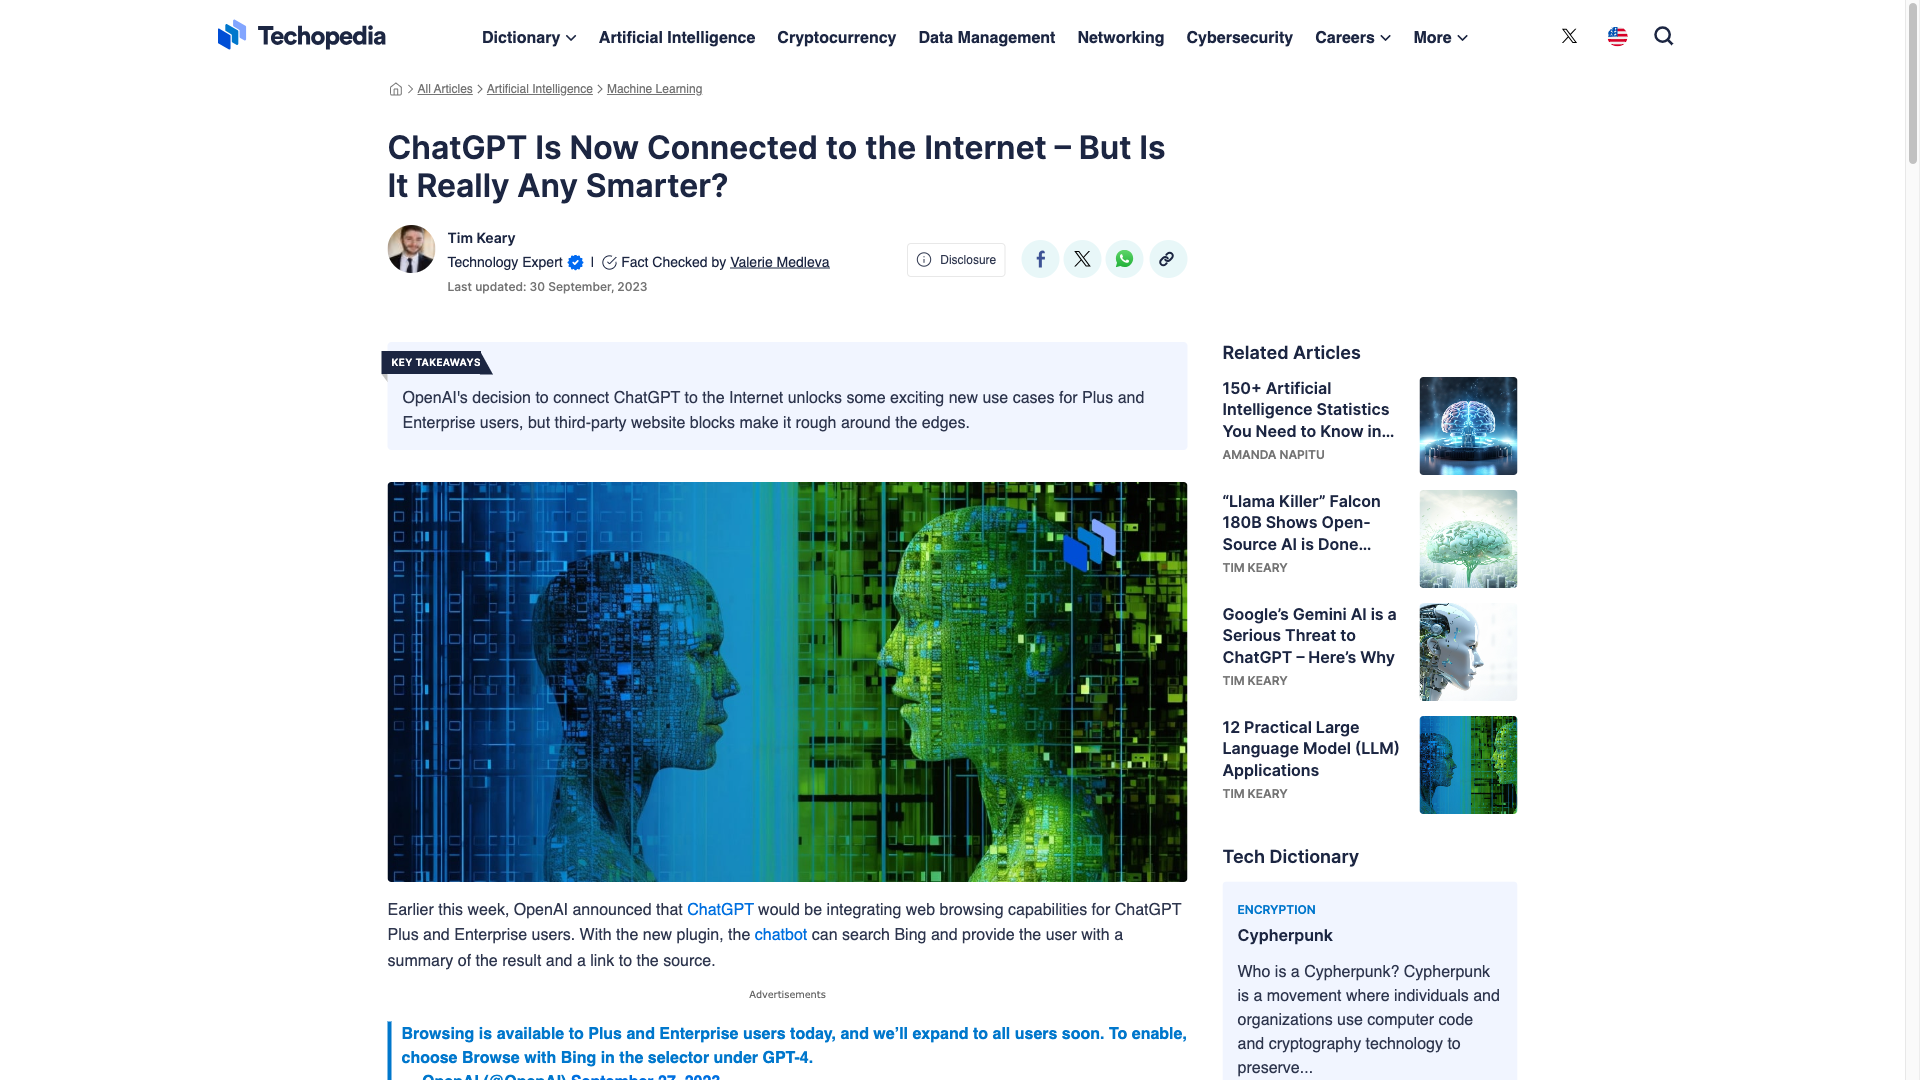 Techopedia
Dictionary
Artificial Intelligence
Cryptocurrency
Data Management
Networking
Cybersecurity
Careers
More
All Articles
Artificial Intelligence
Machine Learning
ChatGPT Is Now Connected to the Internet – But Is
It Really Any Smarter?
Tim Keary
Technology Expert | Fact Checked by Valerie Medleva
Last updated: 30 September, 2023
Disclosure
KEY TAKEAWAYS
OpenAI's decision to connect ChatGPT to the Internet unlocks some exciting new use cases for Plus and
Enterprise users, but third-party website blocks make it rough around the edges.
Earlier this week, OpenAI announced that ChatGPT would be integrating web browsing capabilities for ChatGPT
Plus and Enterprise users. With the new plugin, the chatbot can search Bing and provide the user with a
summary of the result and a link to the source.
Advertisements
Browsing is available to Plus and Enterprise users today, and we’ll expand to all users soon. To enable,
choose Browse with Bing in the selector under GPT-4.
— OpenAI (@OpenAI) September 27, 2023
Related Articles
150+ Artificial
Intelligence Statistics
You Need to Know in...
AMANDA NAPITU
“Llama Killer” Falcon
180B Shows Open-
Source AI is Done...
TIM KEARY
Google’s Gemini AI is a
Serious Threat to
ChatGPT – Here’s Why
TIM KEARY
12 Practical Large
Language Model (LLM)
Applications
TIM KEARY
Tech Dictionary
ENCRYPTION
Cypherpunk
Who is a Cypherpunk? Cypherpunk
is a movement where individuals and
organizations use computer code
and cryptography technology to
preserve...